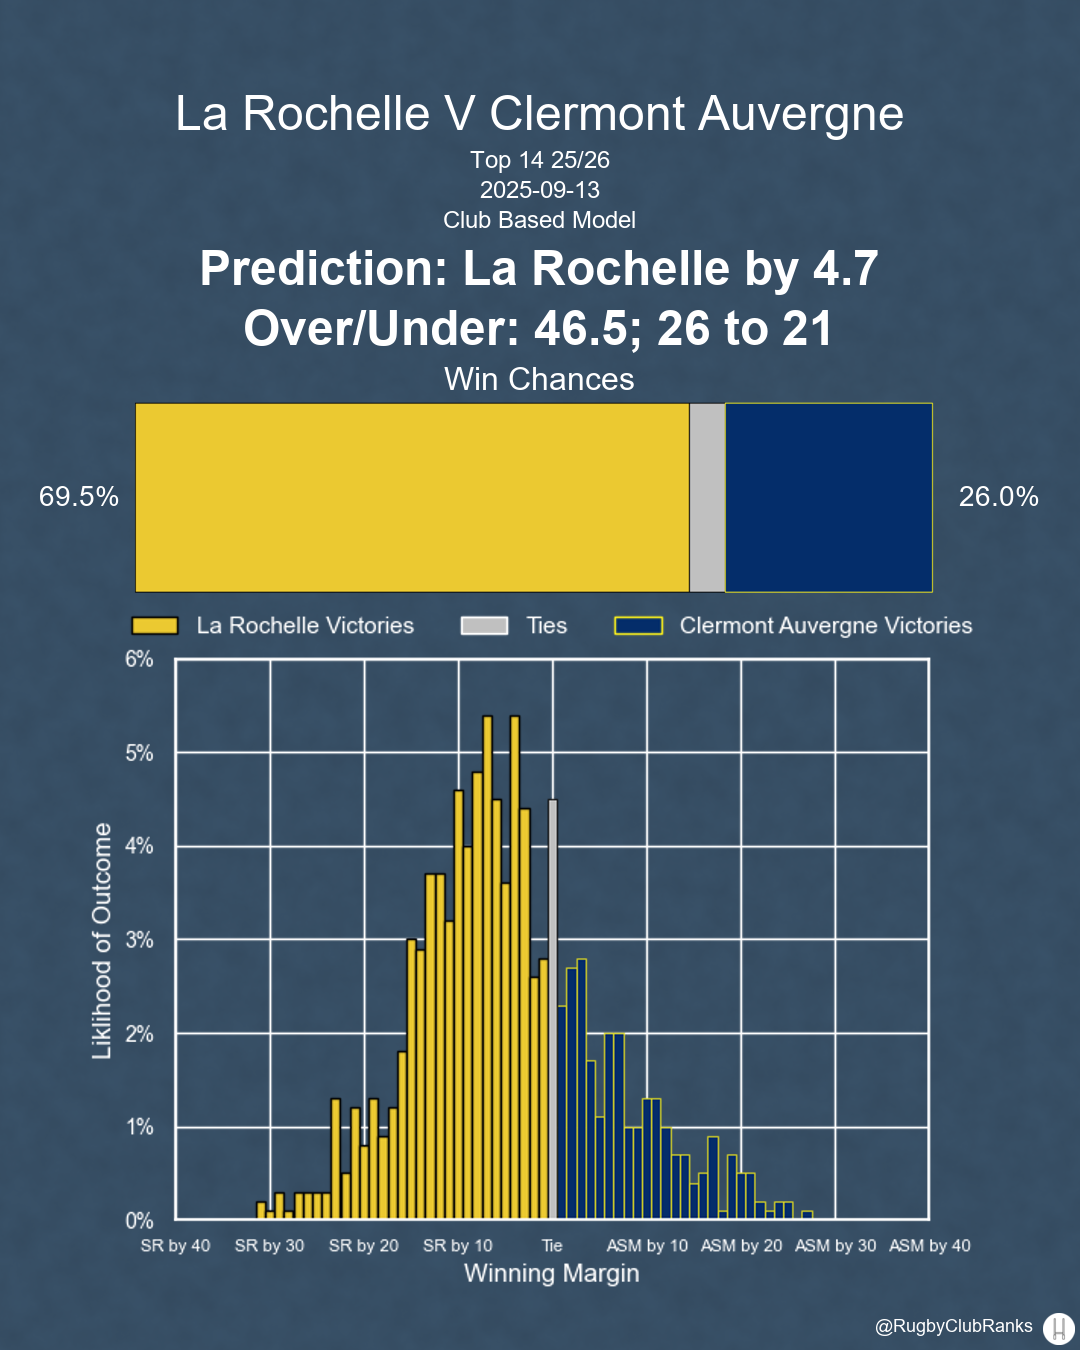 La Rochelle V Clermont Auvergne
Top 14 25/26
2025-09-13
Club Based Model
Prediction: La Rochelle by 4.7
Over/Under: 46.5; 26 to 21
Win Chances
69.5%
26.0%
La Rochelle Victories
Ties
Clermont Auvergne Victories
6%
5%
4%
3%
2%
1%
0%
Liklihood of Outcome
SR by 40
SR by 30
SR by 20
SR by 10
Tie
ASM by 10
ASM by 20
ASM by 30
ASM by 40
Winning Margin
@RugbyClubRanks